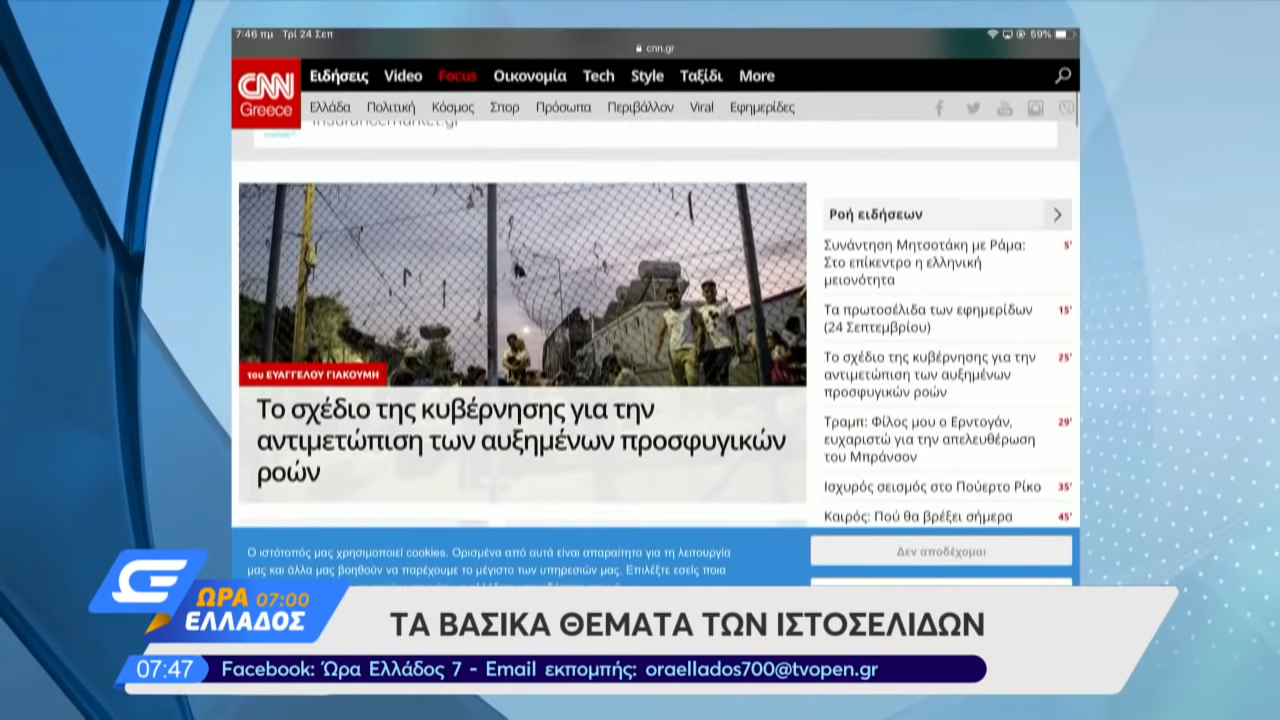 7:46 πμ Τρί 24 Σεπ
59%
cnn.gr
CNN
Greece
Ειδήσεις Video Focus Οικονομία Tech Style Ταξίδι More
Ελλάδα Πολιτική Κόσμος Σπορ Πρόσωπα Περιβάλλον Viral Εφημερίδες
insurancemarket.gr
Ροή ειδήσεων
Συνάντηση Μητσοτάκη με Ράμα: 5'
Στο επίκεντρο η ελληνική
μειονότητα
Τα πρωτοσέλιδα των εφημερίδων 15'
(24 Σεπτεμβρίου)
Το σχέδιο της κυβέρνησης για την 25'
αντιμετώπιση των αυξημένων
προσφυγικών ροών
Τραμπ: Φίλος μου ο Ερντογάν, 29'
ευχαριστώ για την απελευθέρωση
του Μπράνσον
Ισχυρός σεισμός στο Πουέρτο Ρίκο 35'
Καιρός: Πού θα βρέξει σήμερα 45'
του ΕΥΑΓΓΕΛΟΥ ΓΙΑΚΟΥΜΗ
Το σχέδιο της κυβέρνησης για την
αντιμετώπιση των αυξημένων προσφυγικών
ροών
Ο ιστότοπός μας χρησιμοποιεί cookies. Ορισμένα από αυτά είναι απαραίτητα για τη λειτουργία
μας και άλλα μας βοηθούν να παρέχουμε το μέγιστο των υπηρεσιών μας. Επιλέξτε εσείς ποια
Δεν αποδέχομαι
ΩΡΑ 07:00
ΕΛΛΑΔΟΣ
ΤΑ ΒΑΣΙΚΑ ΘΕΜΑΤΑ ΤΩΝ ΙΣΤΟΣΕΛΙΔΩΝ
07:47 Facebook: Ώρα Ελλάδος 7 - Email εκπομπής: oraellados700@tvopen.gr